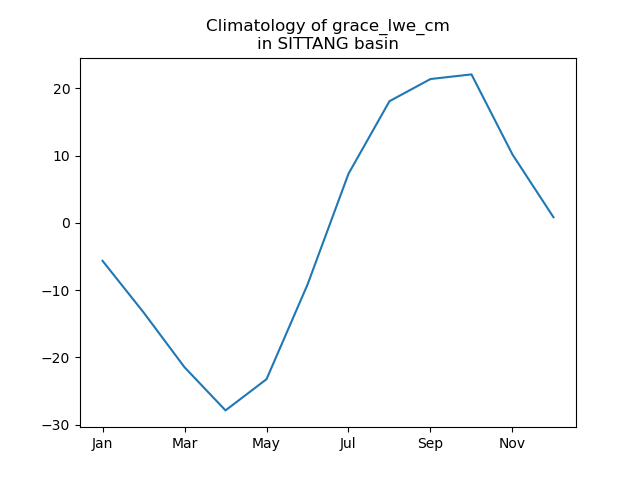 Climatology of grace_lwe_cm
in SITTANG basin
20
10
0
−10
−20
−30
Jan
Mar
May
Jul
Sep
Nov